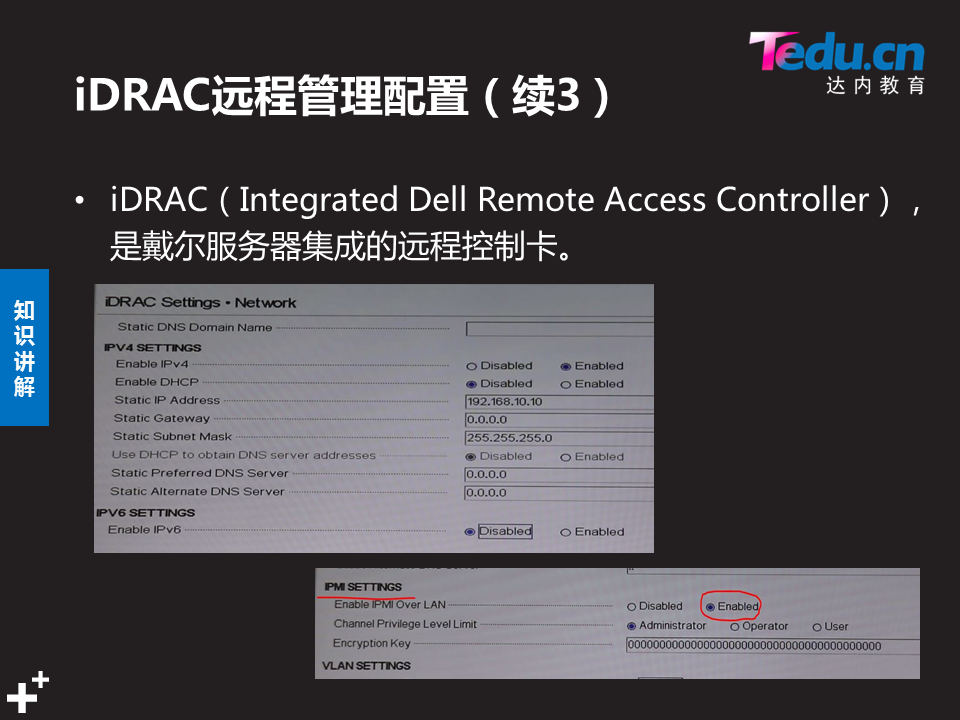 Tedu.cn
达内教育
iDRAC远程管理配置（续3）
• iDRAC（Integrated Dell Remote Access Controller），
是戴尔服务器集成的远程控制卡。
知
识
讲
解
iDRAC Settings • Network
Static DNS Domain Name
IPV4 SETTINGS
Enable IPv4 Disabled Enabled
Enable DHCP Disabled Enabled
Static IP Address 192.168.10.10
Static Gateway 0.0.0.0
Static Subnet Mask 255.255.255.0
Use DHCP to obtain DNS server addresses Disabled Enabled
Static Preferred DNS Server 0.0.0.0
Static Alternate DNS Server 0.0.0.0
IPV6 SETTINGS
Enable IPv6 Disabled Enabled
IPMI SETTINGS
Enable IPMI Over LAN Disabled Enabled
Channel Privilege Level Limit Administrator Operator User
Encryption Key 0000000000000000000000000000000000000000
VLAN SETTINGS